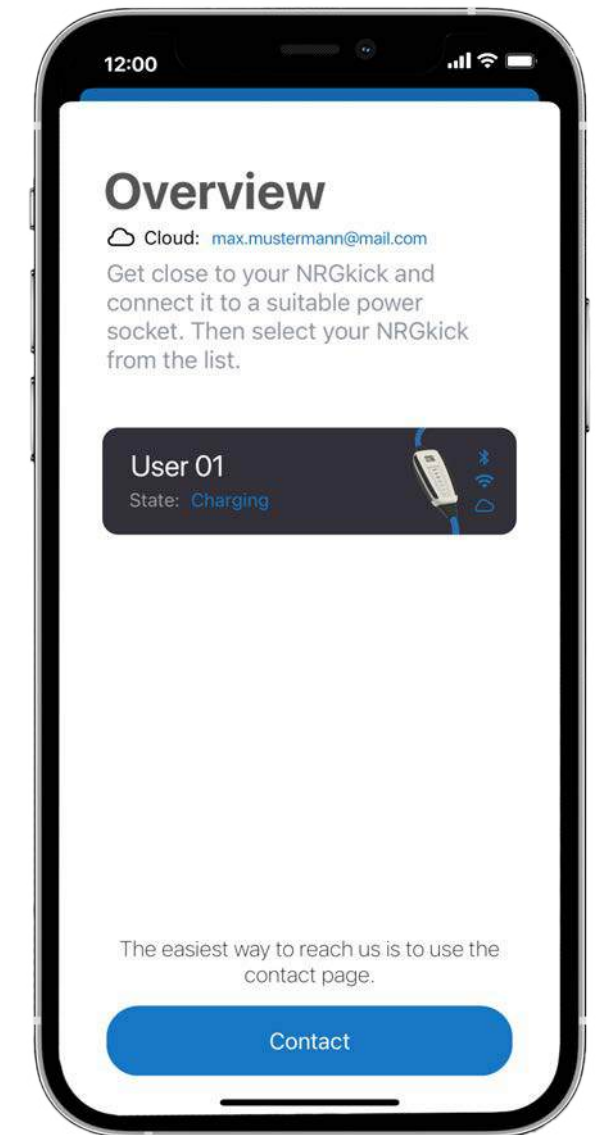 12:00
Overview
Cloud: max.mustermann@mail.com
Get close to your NRGkick and
connect it to a suitable power
socket. Then select your NRGkick
from the list.
User 01
State: Charging
The easiest way to reach us is to use the
contact page.
Contact